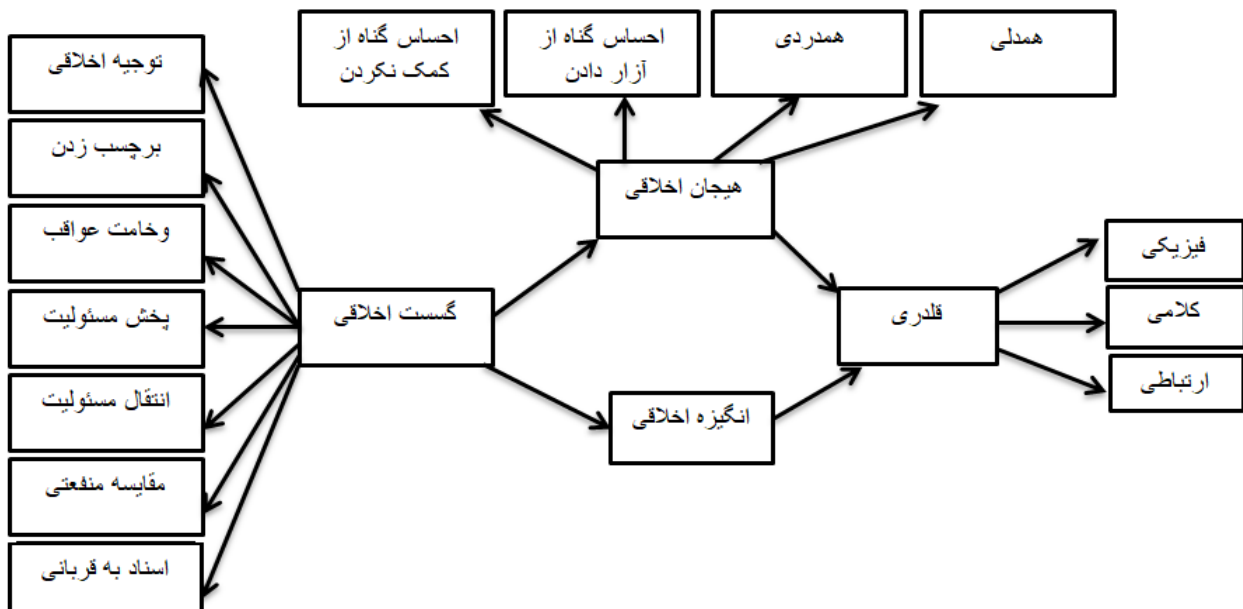 احساس گناه از
کمک نکردن
احساس گناه از
آزار دادن
همدردی
همدلی
توجیه اخلاقی
برچسب زدن
وخامت عواقب
پخش مسئولیت
انتقال مسئولیت
مقایسه منفعتی
اسناد به قربانی
گسست اخلاقی
هیجان اخلاقی
انگیزه اخلاقی
قلدری
فیزیکی
کلامی
ارتباطی